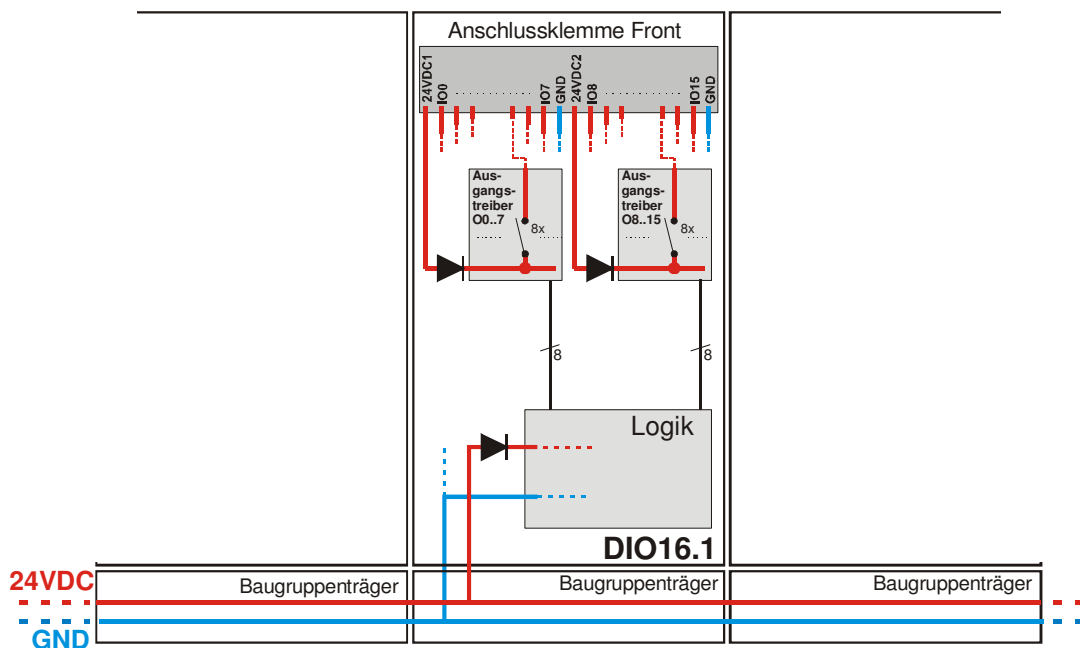 Anschlussklemme Front
24VDC1
IO0
IO7
GND
24VDC2
IO8
IO15
GND
Aus-
gangs-
treiber
O0..7
8x
Aus-
gangs-
treiber
O8..15
8x
8
8
Logik
DIO16.1
24VDC
Baugruppenträger
Baugruppenträger
Baugruppenträger
GND